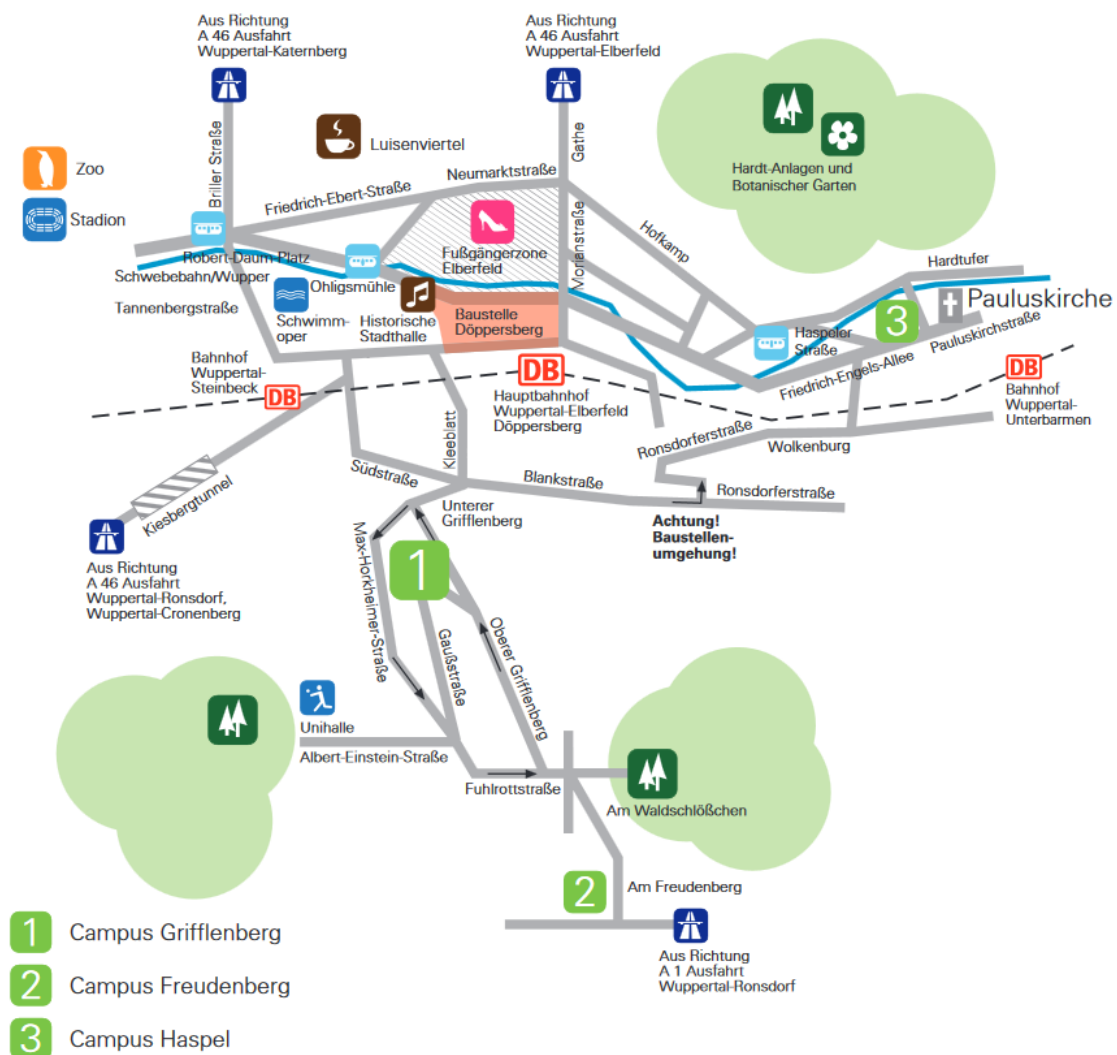 Aus Richtung
A 46 Ausfahrt
Wuppertal-Katernberg
Aus Richtung
A 46 Ausfahrt
Wuppertal-Elberfeld
Zoo
Stadion
Luisenviertel
Briller Straße
Friedrich-Ebert-Straße
Neumarktstraße
Gathe
Hardt-Anlagen und
Botanischer Garten
Robert-Daum-Platz
Schwebebahn/Wupper
Tannenbergstraße
Ohligsmühle
Schwimm-
oper
Historische
Stadthalle
Fußgängerzone
Elberfeld
Baustelle
Döppersberg
Morianstraße
Hofkamp
Hardtufer
3
Pauluskirche
Pauluskirchstraße
Haspeler
Straße
Friedrich-Engels-Allee
Bahnhof
Wuppertal-
Steinbeck
DB
DB
Hauptbahnhof
Wuppertal-Elberfeld
Döppersberg
DB
Bahnhof
Wuppertal-
Unterbarmen
Kleeblatt
Ronsdorferstraße
Wolkenburg
Südstraße
Blankstraße
Ronsdorferstraße
Kiesbergtunnel
Unterer
Grifflenberg
Achtung!
Baustellen-
umgehung!
Aus Richtung
A 46 Ausfahrt
Wuppertal-Ronsdorf,
Wuppertal-Cronenberg
Max-Horkheimer-Straße
1
Gaußstraße
Oberer Grifflenberg
Unihalle
Albert-Einstein-Straße
Fuhlrottstraße
Am Waldschlößchen
2
Am Freudenberg
Aus Richtung
A 1 Ausfahrt
Wuppertal-Ronsdorf
1 Campus Grifflenberg
2 Campus Freudenberg
3 Campus Haspel